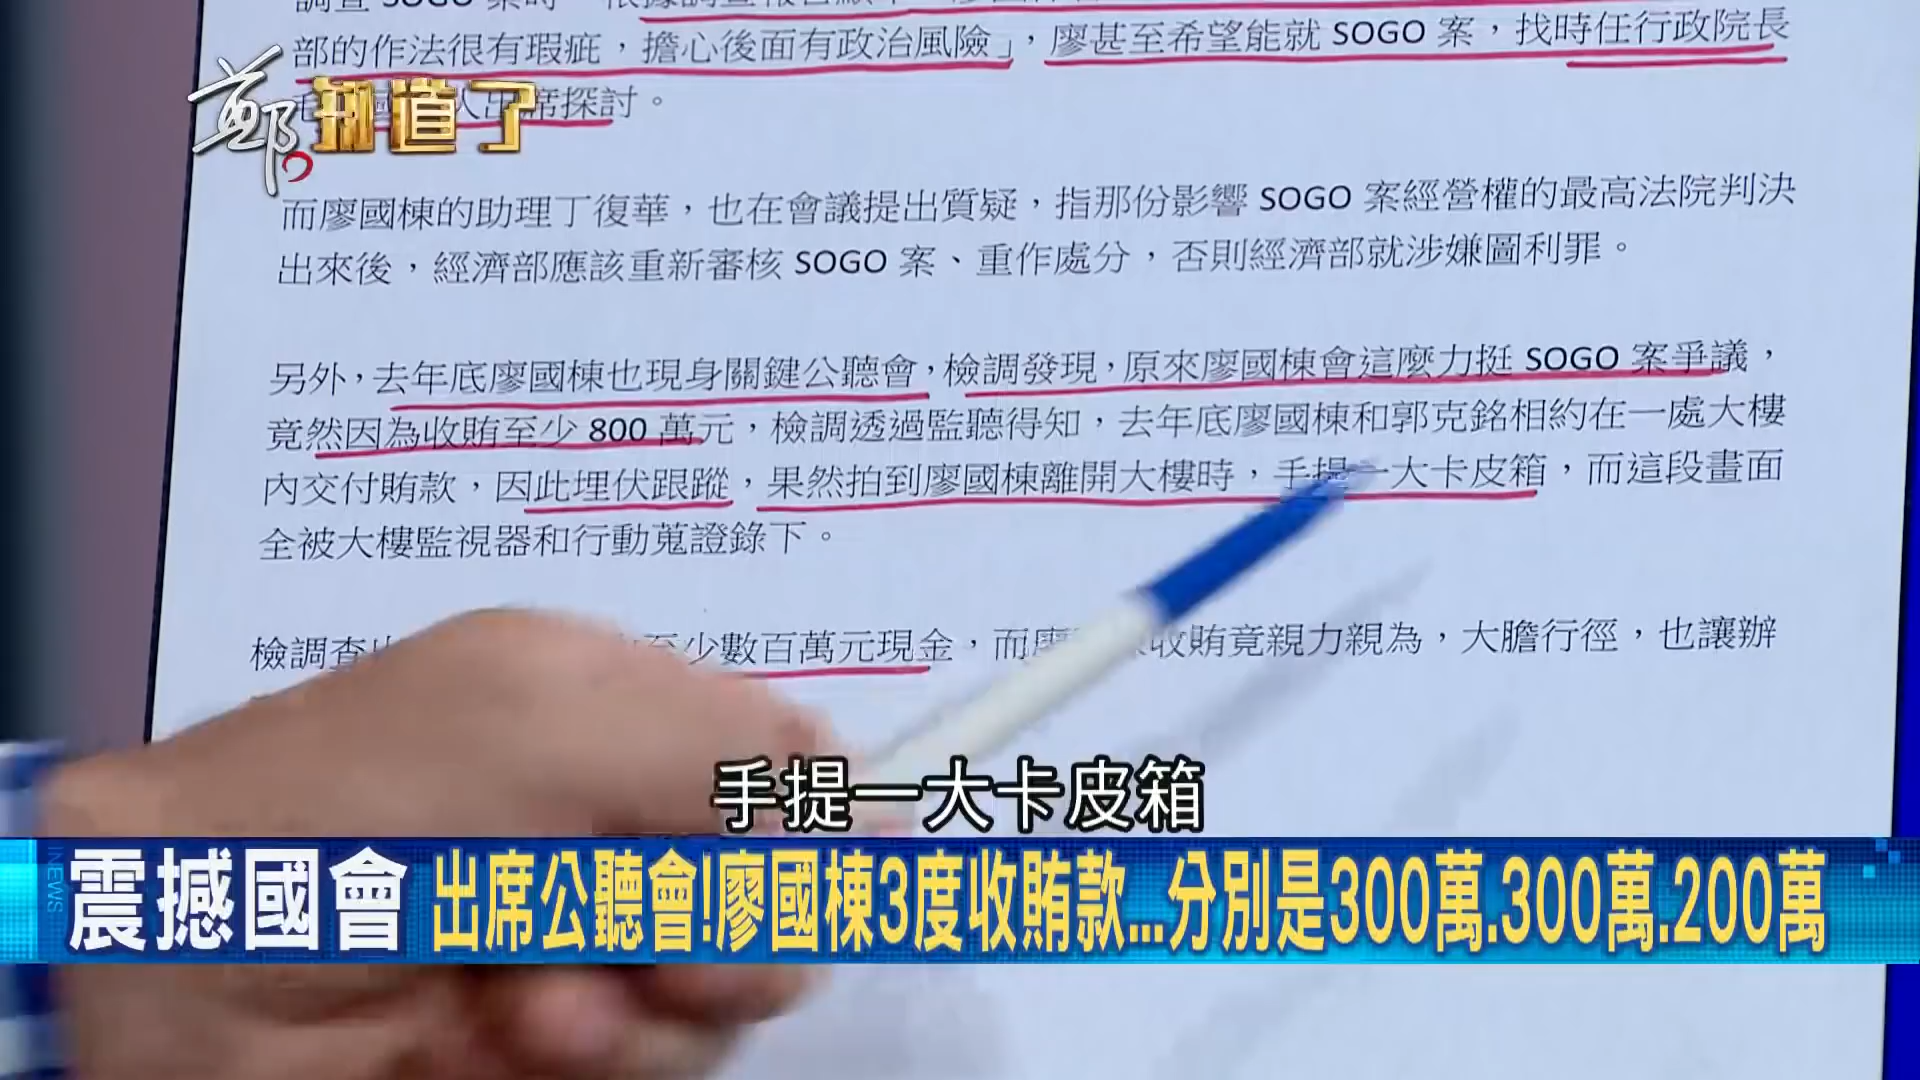 部的作法很有瑕疵，擔心後面有政治風險」，廖甚至希望能就 SOGO 案，找時任行政院長
人出席探討。
鄭知道了
而廖國棟的助理丁復華，也在會議提出質疑，指那份影響 SOGO 案經營權的最高法院判決
出來後，經濟部應該重新審核 SOGO 案、重作處分，否則經濟部就涉嫌圖利罪。
另外，去年底廖國棟也現身關鍵公聽會，檢調發現，原來廖國棟會這麼力挺 SOGO 案爭議，
竟然因為收賄至少 800 萬元，檢調透過監聽得知，去年底廖國棟和郭克銘相約在一處大樓
內交付賄款，因此埋伏跟蹤，果然拍到廖國棟離開大樓時，手提一大卡皮箱，而這段畫面
全被大樓監視器和行動蒐證錄下。
檢調查 至少數百萬元現金，而廖 收賄竟親力親為，大膽行徑，也讓辦
手提一大卡皮箱
INEWS
震撼國會
出席公聽會!廖國棟3度收賄款...分別是300萬.300萬.200萬